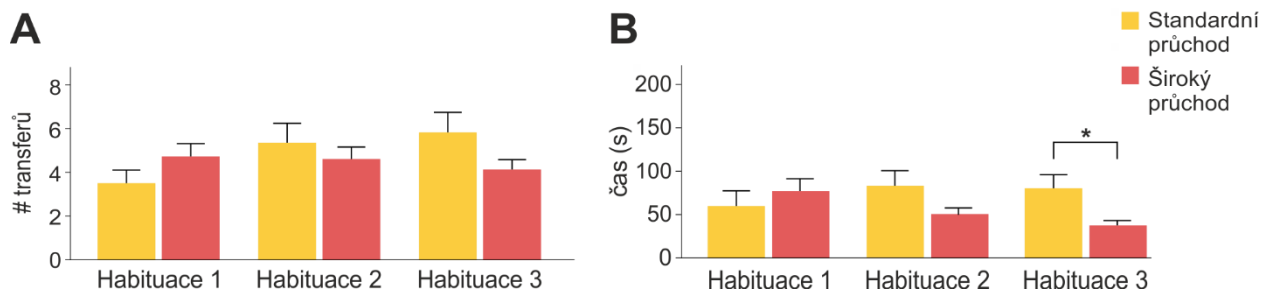 A
# transferů
8
6
4
2
0
Habituace 1
Habituace 2
Habituace 3
B
čas (s)
200
150
100
50
0
*
Habituace 1
Habituace 2
Habituace 3
Standardní
průchod
Široký
průchod